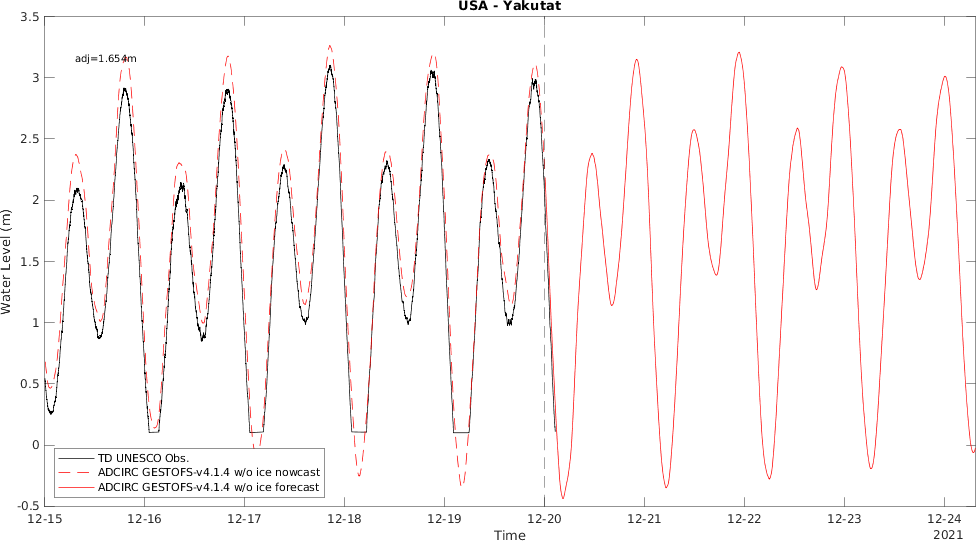 USA - Yakutat
3.5
3
2.5
2
1.5
1
0.5
0
-0.5
Water Level (m)
adj=1.654m
TD UNESCO Obs.
ADCIRC GESTOFS-v4.1.4 w/o ice nowcast
ADCIRC GESTOFS-v4.1.4 w/o ice forecast
12-15 12-16 12-17 12-18 12-19 12-20 12-21 12-22 12-23 12-24
2021
Time